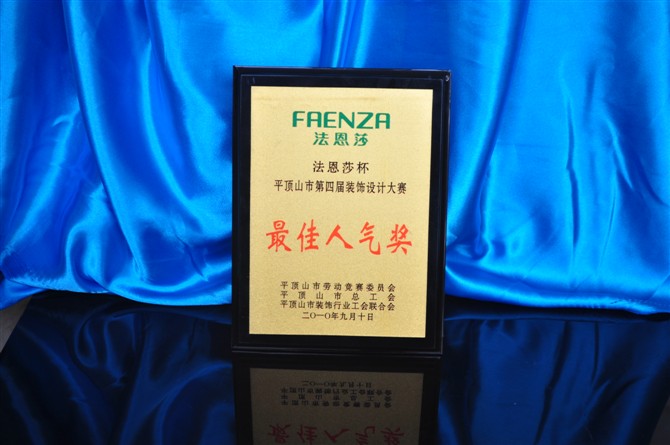 FAENZA
法恩莎
法恩莎杯
平顶山市第四届装饰设计大赛
最佳人气奖
平顶山市劳动竞赛委员会
平顶山市总工会
平顶山市装饰行业工会联合会
二〇一〇年九月十日